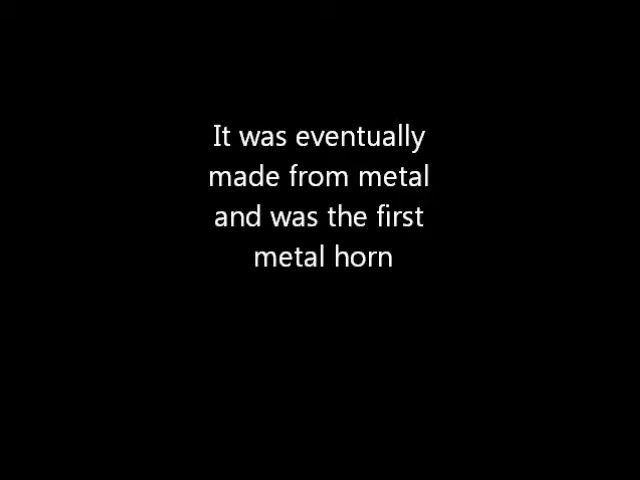 It was eventually
made from metal
and was the first
metal horn